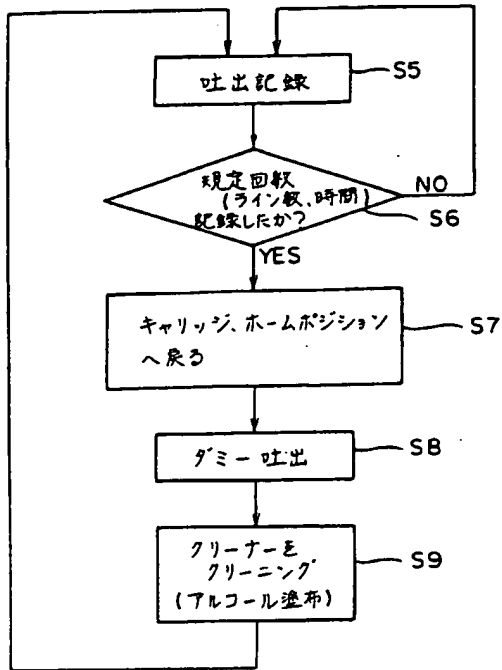 吐出記録
S5
規定回数
(ライン数、時間)
記録したか?
NO
S6
YES
キャリッジ、ホームポジション
へ戻る
S7
ダミー吐出
S8
クリーナーを
クリーニング
(アルコール塗布)
S9